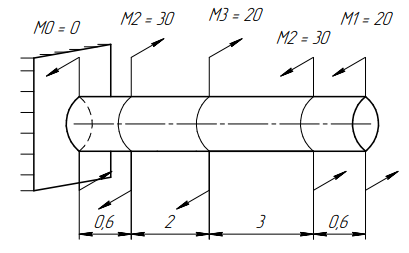 M0 = 0
M2 = 30
M3 = 20
M2 = 30
M1 = 20
0,6
2
3
0,6